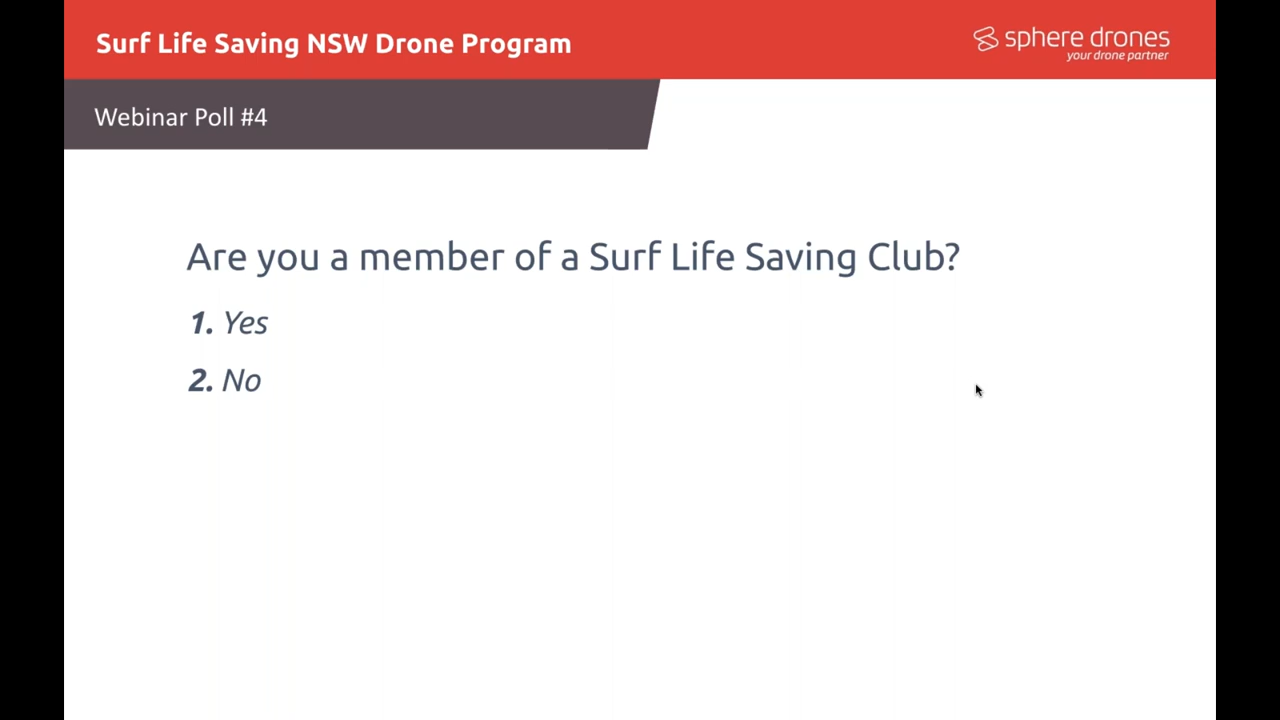 Surf Life Saving NSW Drone Program
sphere drones
your drone partner
Webinar Poll #4
Are you a member of a Surf Life Saving Club?
1. Yes
2. No